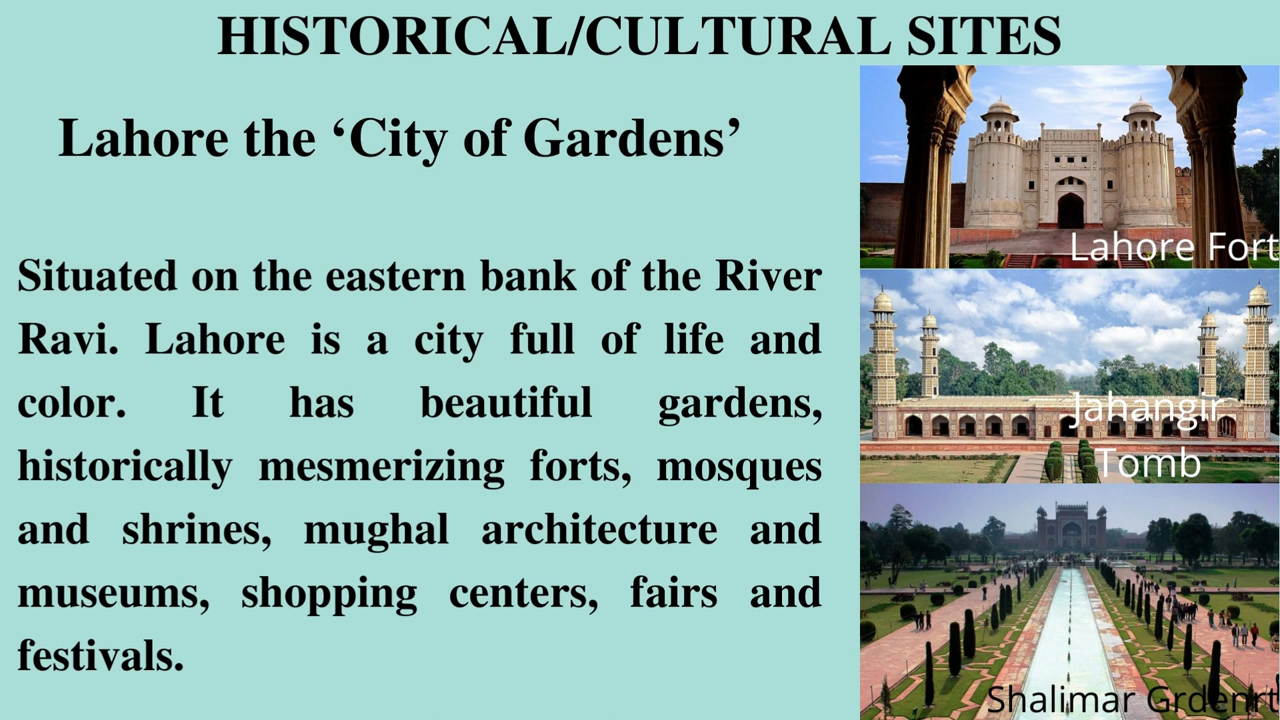 HISTORICAL/CULTURAL SITES
Lahore the ‘City of Gardens’
Situated on the eastern bank of the River
Ravi. Lahore is a city full of life and
color. It has beautiful gardens,
historically mesmerizing forts, mosques
and shrines, mughal architecture and
museums, shopping centers, fairs and
festivals.
Lahore Fort
Jahangir
Tomb
Shalimar Grdenrt